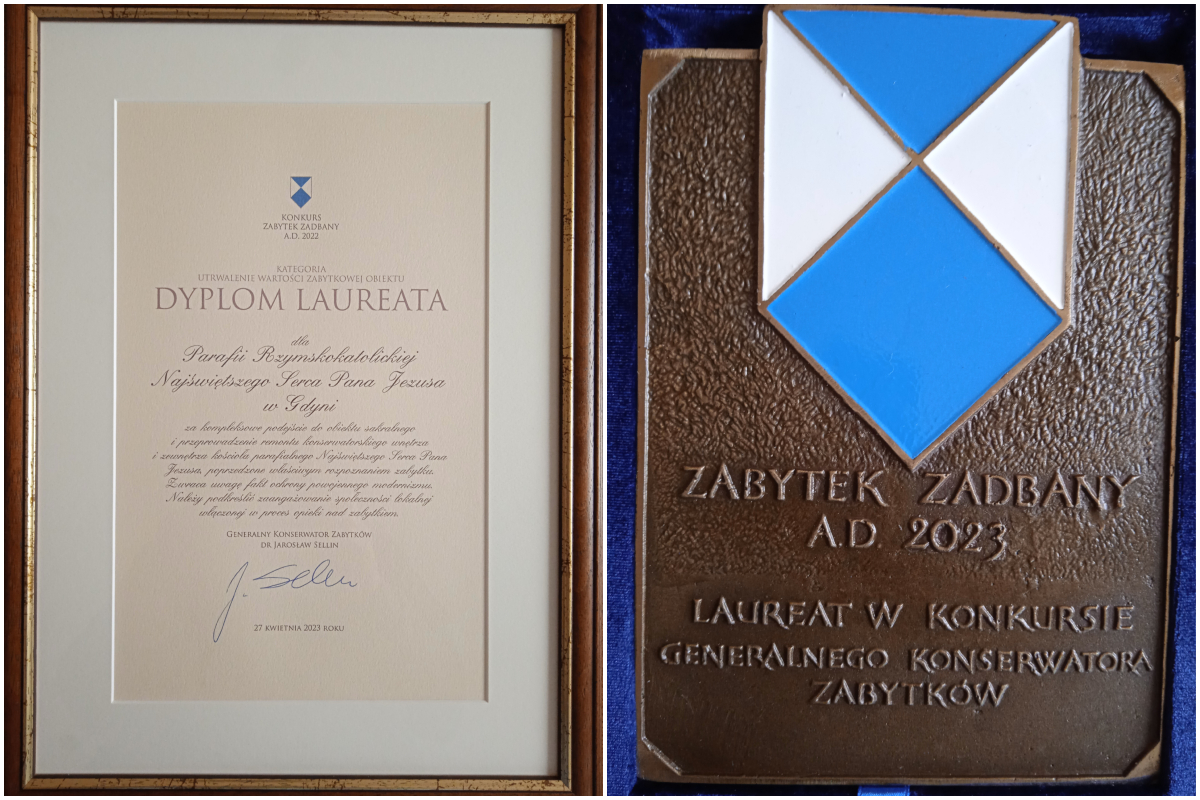 KONKURS
ZABYTEK ZADBANY
A.D. 2022
KATEGORIA
UTRWALENIE WARTOŚCI ZABYTKOWEJ OBIEKTU
DYPLOM LAUREATA
dla
Parafii Rzymskokatolickiej
Najświętszego Serca Pana Jezusa
w Gdyni
za kompleksowe podejście do obiektu sakralnego
i przeprowadzenie remontu konserwatorskiego wnętrza
i zewnętrza kościoła parafialnego Najświętszego Serca Pana
Jezusa, poprzedzone właściwym rozpoznaniem zabytku.
Zwraca uwagę fakt ochrony powojennego modernizmu.
Należy podkreślić zaangażowanie społeczności lokalnej
włączonej w proces opieki nad zabytkiem.
GENERALNY KONSERWATOR ZABYTKÓW
DR JAROSŁAW SELLIN
J. Sellin
27 KWIETNIA 2023 ROKU
ZABYTEK ZADBANY
A.D. 2023
LAUREAT W KONKURSIE
GENERALNEGO KONSERWATORA
ZABYTKÓW